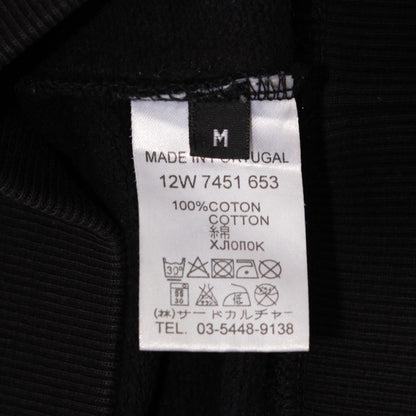 M
MADE IN PORTUGAL
12W 7451 653
100%COTON
COTTON
綿
ХЛОПОК
30°
(株)サードカルチャー
TEL. 03-5448-9138